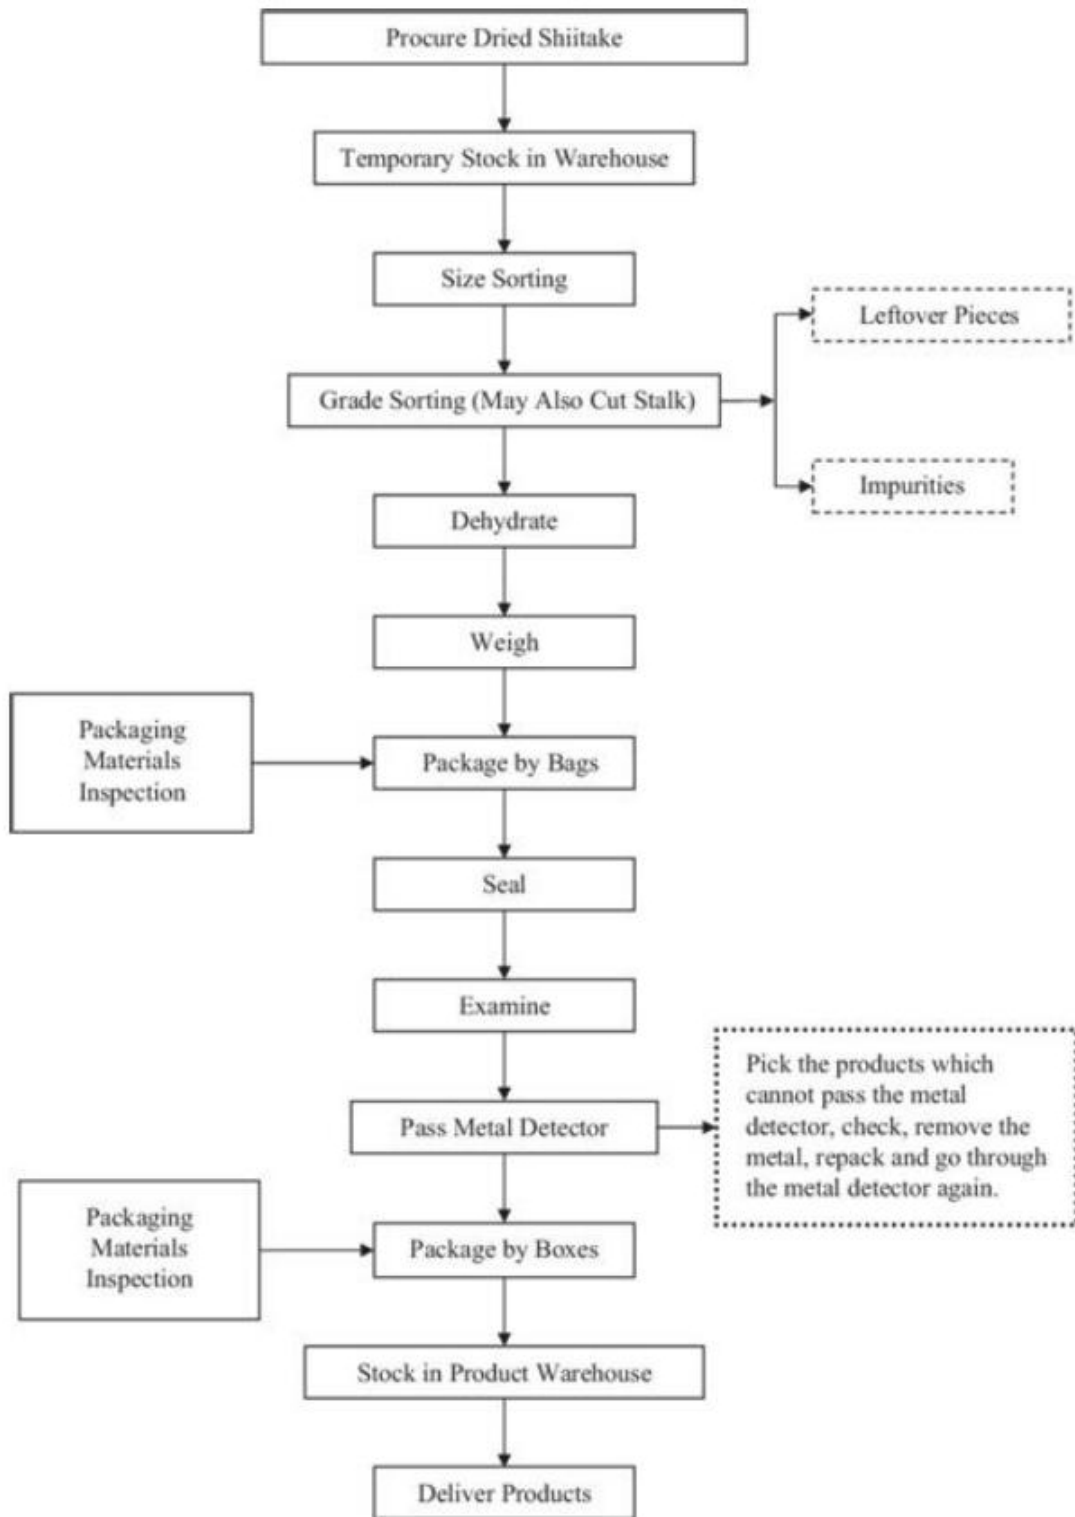 Procure Dried Shiitake
Temporary Stock in Warehouse
Size Sorting
Leftover Pieces
Grade Sorting (May Also Cut Stalk)
Impurities
Dehydrate
Weigh
Packaging
Materials
Inspection
Package by Bags
Seal
Examine
Pass Metal Detector
Pick the products which
cannot pass the metal
detector, check, remove the
metal, repack and go through
the metal detector again.
Packaging
Materials
Inspection
Package by Boxes
Stock in Product Warehouse
Deliver Products